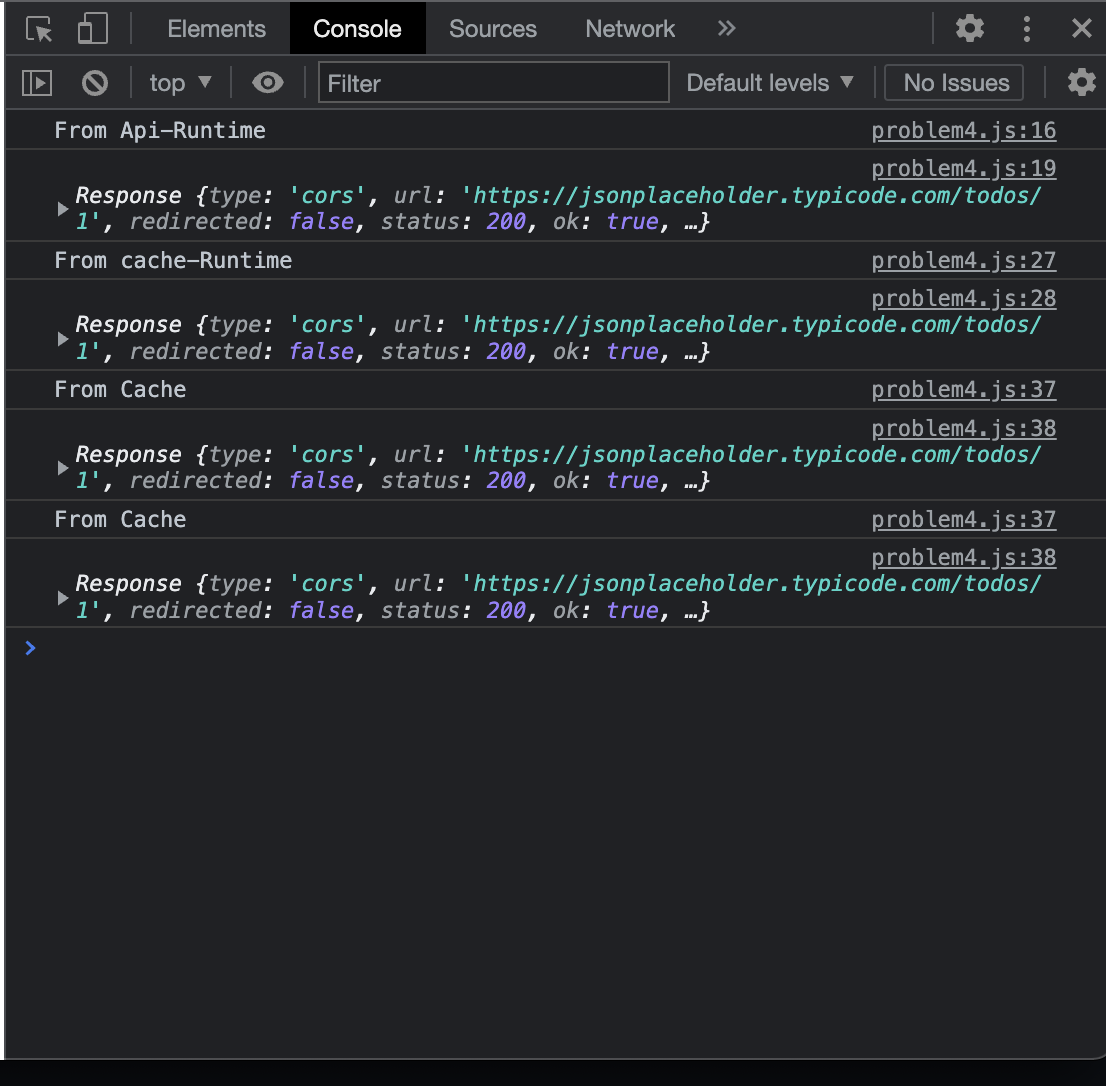 Elements Console Sources Network »
top ▼ Filter Default levels ▼ No Issues
From Api-Runtime problem4.js:16
problem4.js:19
▶ Response {type: 'cors', url: 'https://jsonplaceholder.typicode.com/todos/
1', redirected: false, status: 200, ok: true, …}
From cache-Runtime problem4.js:27
problem4.js:28
▶ Response {type: 'cors', url: 'https://jsonplaceholder.typicode.com/todos/
1', redirected: false, status: 200, ok: true, …}
From Cache problem4.js:37
problem4.js:38
▶ Response {type: 'cors', url: 'https://jsonplaceholder.typicode.com/todos/
1', redirected: false, status: 200, ok: true, …}
From Cache problem4.js:37
problem4.js:38
▶ Response {type: 'cors', url: 'https://jsonplaceholder.typicode.com/todos/
1', redirected: false, status: 200, ok: true, …}